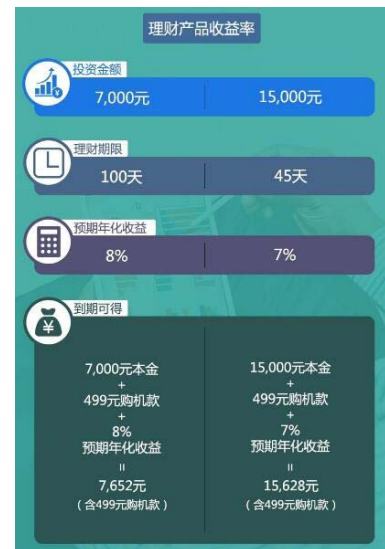 理财产品收益率
投资金额
7,000元 15,000元
理财期限
100天 45天
预期年化收益
8% 7%
到期可得
7,000元本金
+
499元购机款
+
8%
预期年化收益
=
7,652元
(含499元购机款)
15,000元本金
+
499元购机款
+
7%
预期年化收益
=
15,628元
(含499元购机款)